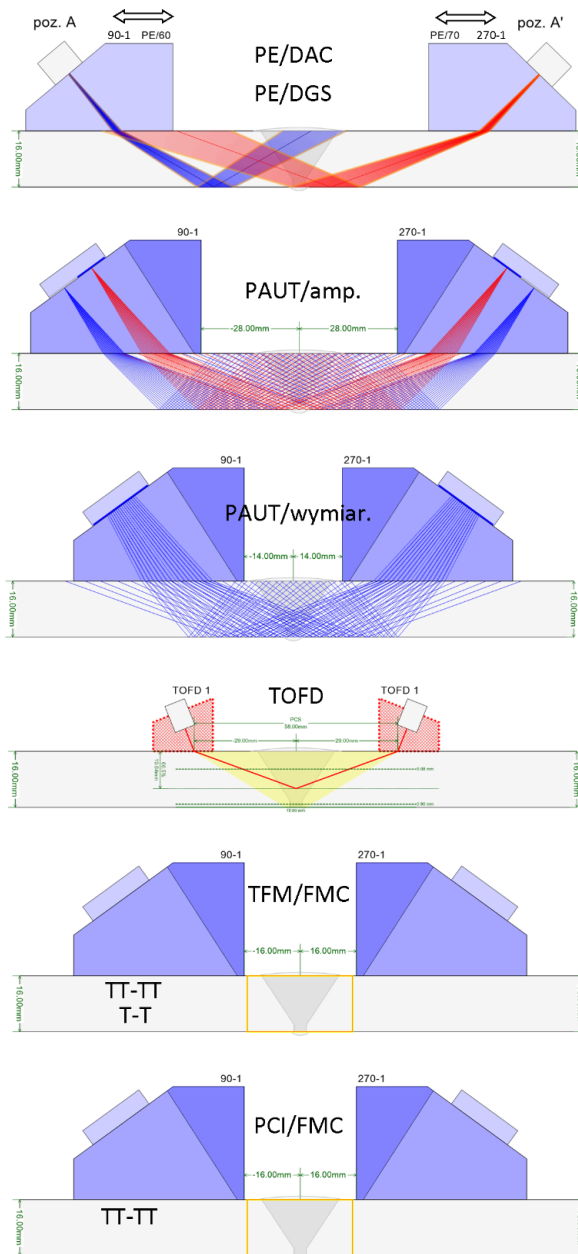 poz. A
poz. A'
90-1
PE/60
PE/70
270-1
PE/DAC
PE/DGS
16.00mm
90-1
270-1
PAUT/amp.
-28.00mm
28.00mm
16.00mm
90-1
270-1
PAUT/wymiar.
-14.00mm
14.00mm
16.00mm
16.00mm
TOFD 1
TOFD
TOFD 1
PCS
58.00mm
-29.00mm
29.00mm
16.00mm
90-1
270-1
TFM/FMC
-16.00mm
16.00mm
TT-TT
T-T
16.00mm
90-1
270-1
PCI/FMC
-16.00mm
16.00mm
TT-TT